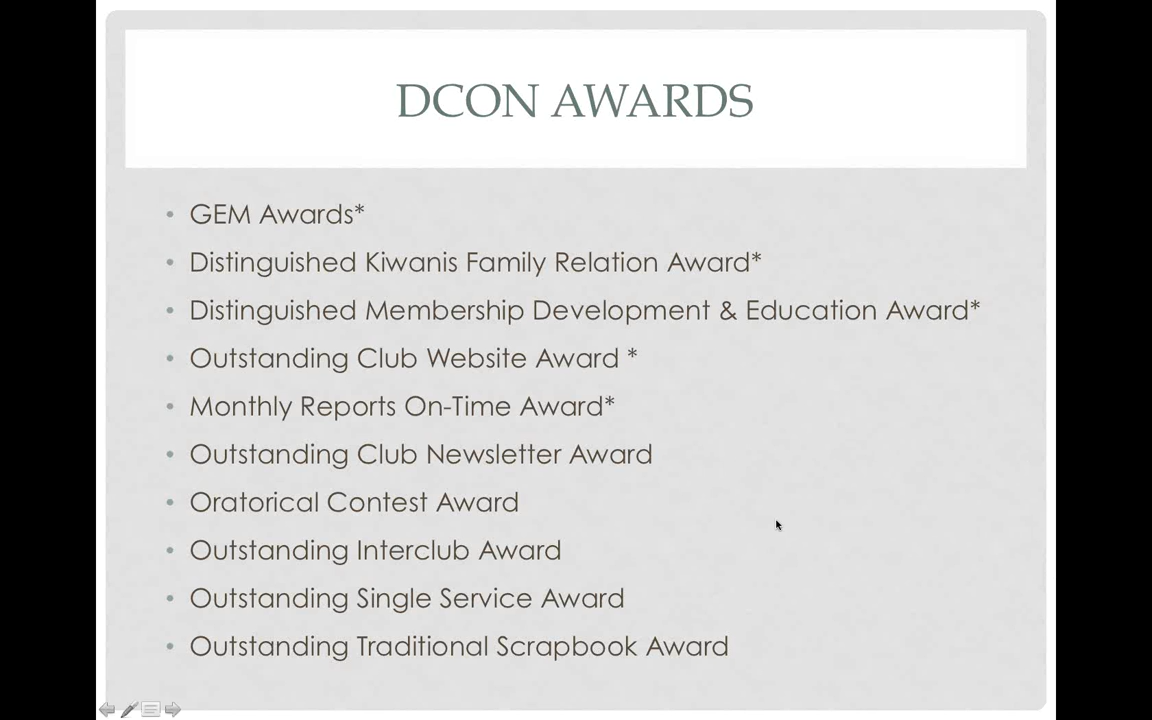 DCON AWARDS
• GEM Awards*
• Distinguished Kiwanis Family Relation Award*
• Distinguished Membership Development & Education Award*
• Outstanding Club Website Award *
• Monthly Reports On-Time Award*
• Outstanding Club Newsletter Award
• Oratorical Contest Award
• Outstanding Interclub Award
• Outstanding Single Service Award
• Outstanding Traditional Scrapbook Award